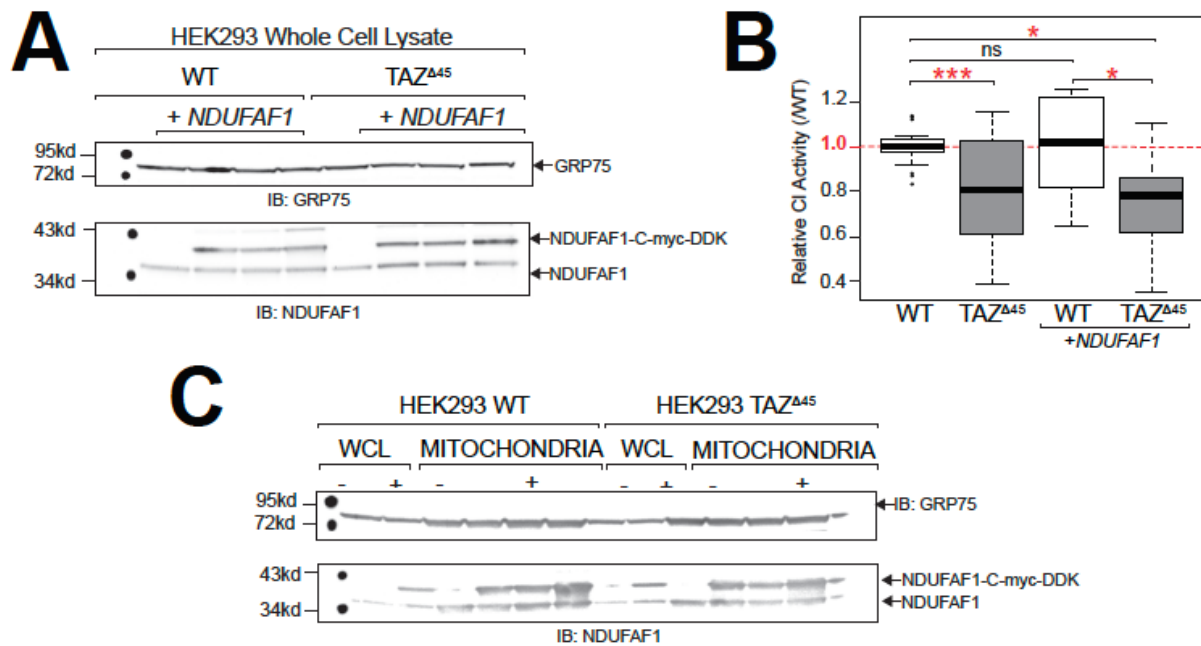 A
HEK293 Whole Cell Lysate
WT TAZΔ45
+ NDUFAF1 + NDUFAF1
95kd
72kd
GRP75
IB: GRP75
43kd
34kd
NDUFAF1-C-myc-DDK
NDUFAF1
IB: NDUFAF1
B
*
ns
*** *
Relative CI Activity (/WT)
1.2
1.0
0.8
0.6
0.4
WT TAZΔ45 WT TAZΔ45
+NDUFAF1
C
HEK293 WT HEK293 TAZΔ45
WCL MITOCHONDRIA WCL MITOCHONDRIA
- + - + - + - +
95kd
72kd
IB: GRP75
43kd
34kd
NDUFAF1-C-myc-DDK
NDUFAF1
IB: NDUFAF1